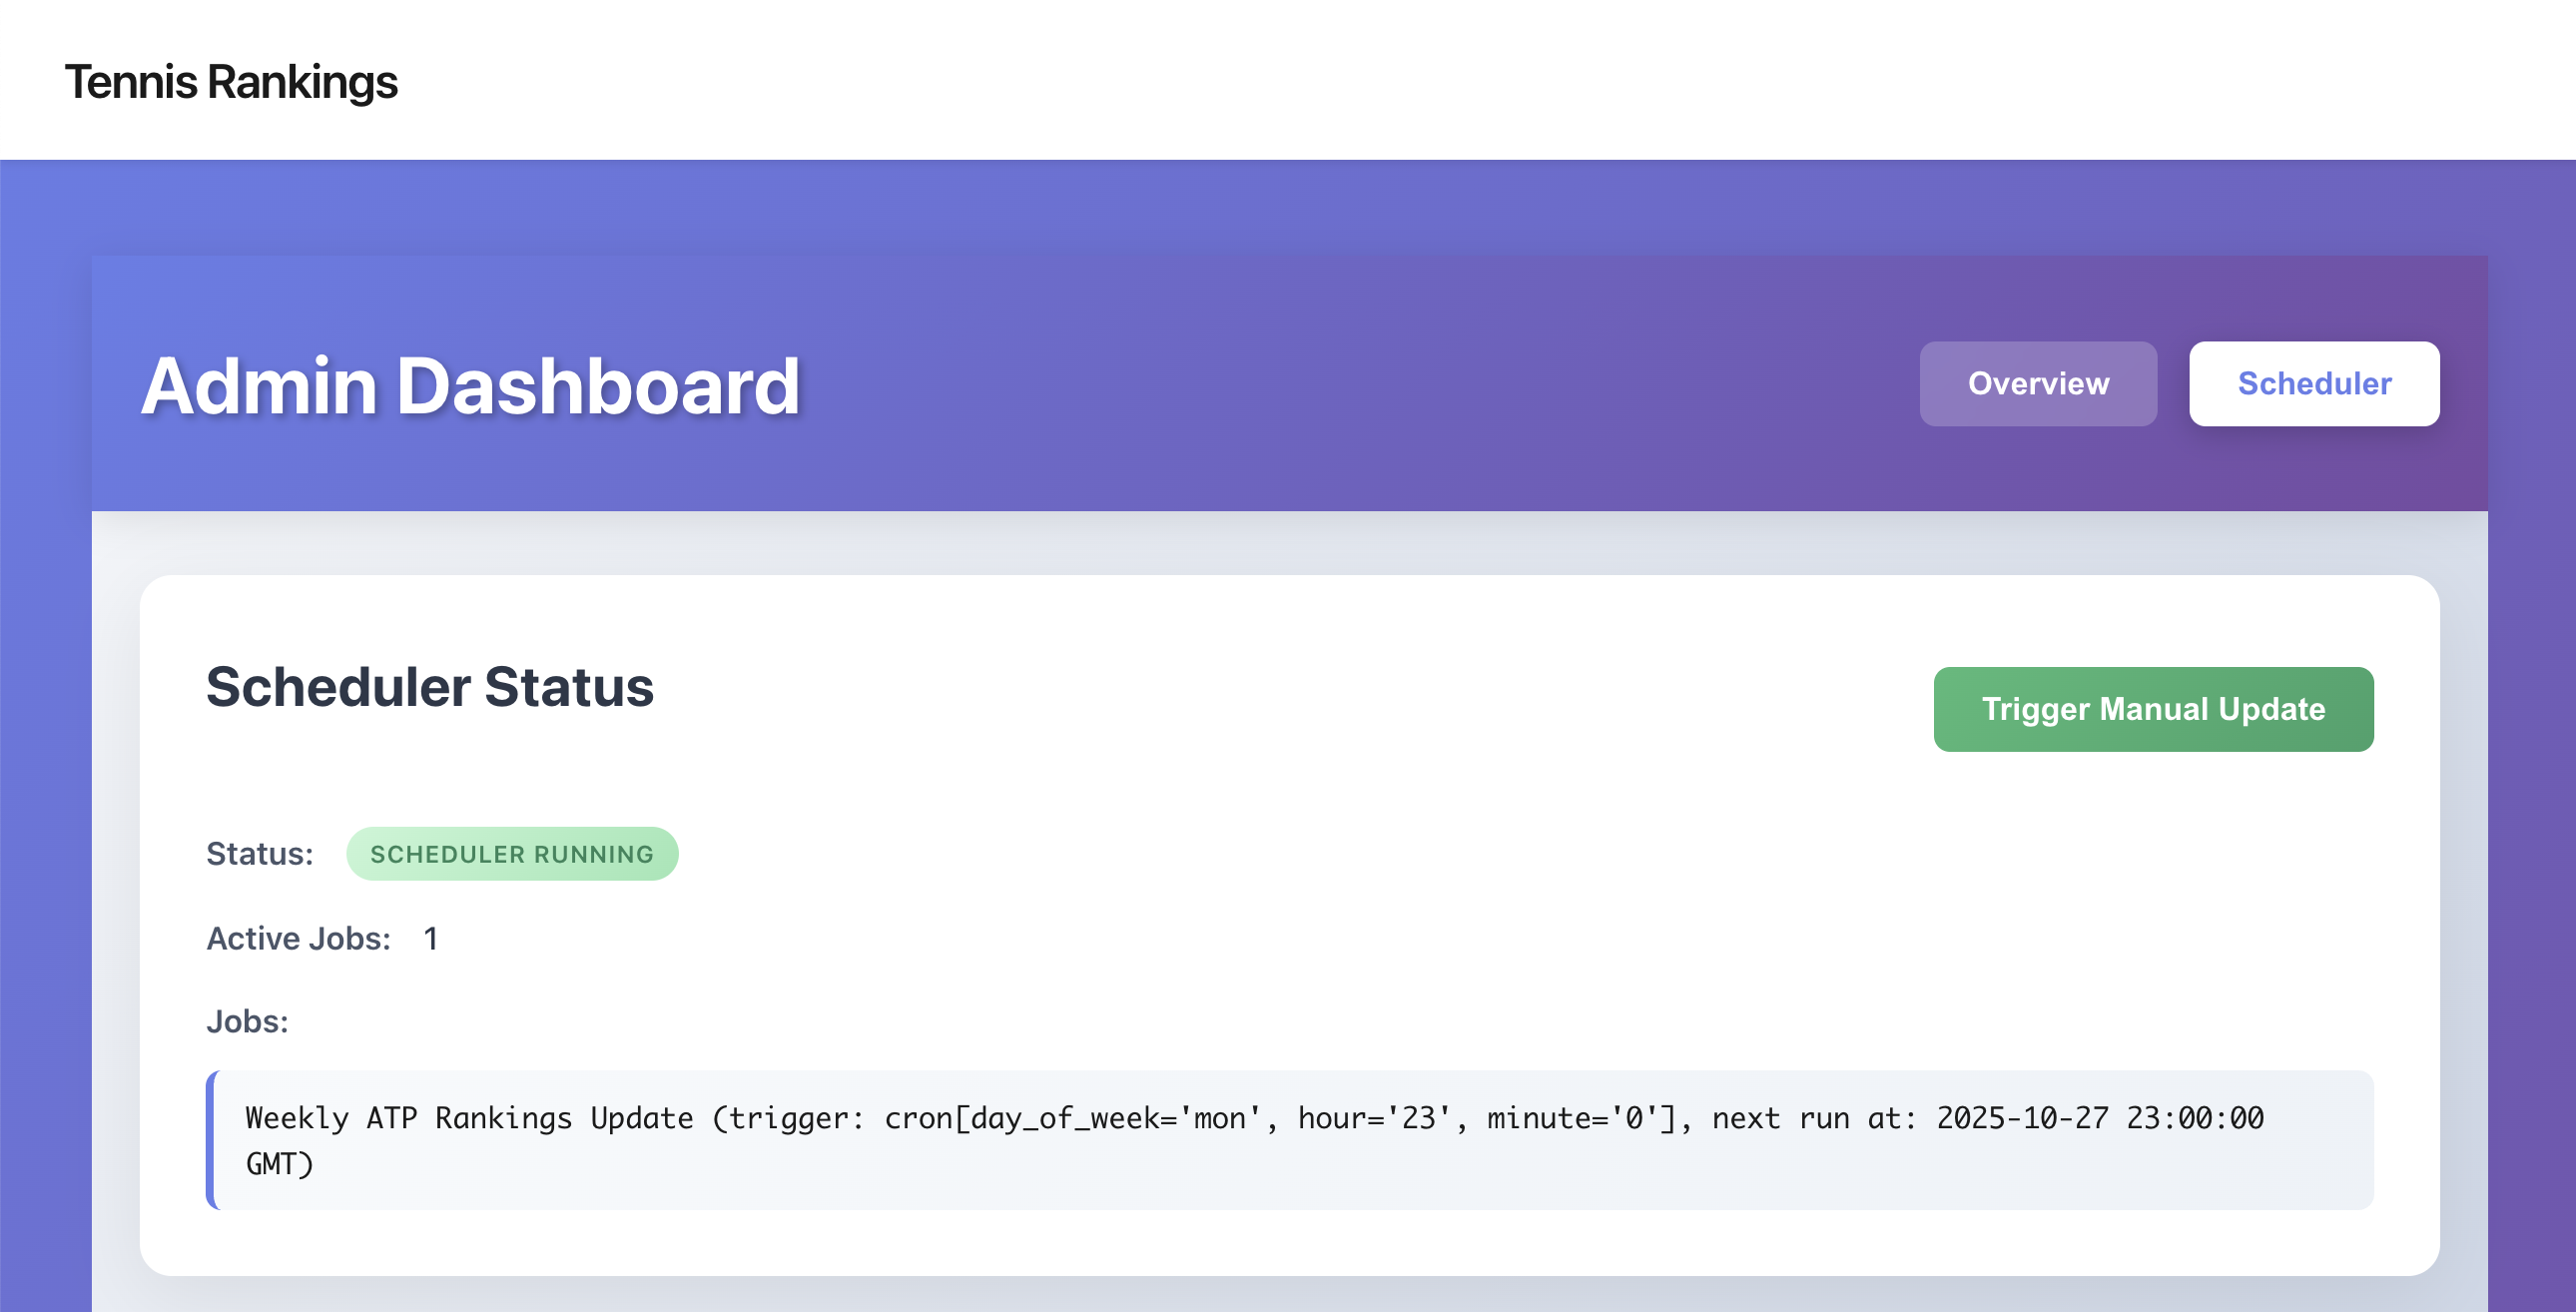 Tennis Rankings
Admin Dashboard
Overview
Scheduler
Scheduler Status
Trigger Manual Update
Status: SCHEDULER RUNNING
Active Jobs: 1
Jobs:
Weekly ATP Rankings Update (trigger: cron[day_of_week='mon', hour='23', minute='0'], next run at: 2025-10-27 23:00:00
GMT)